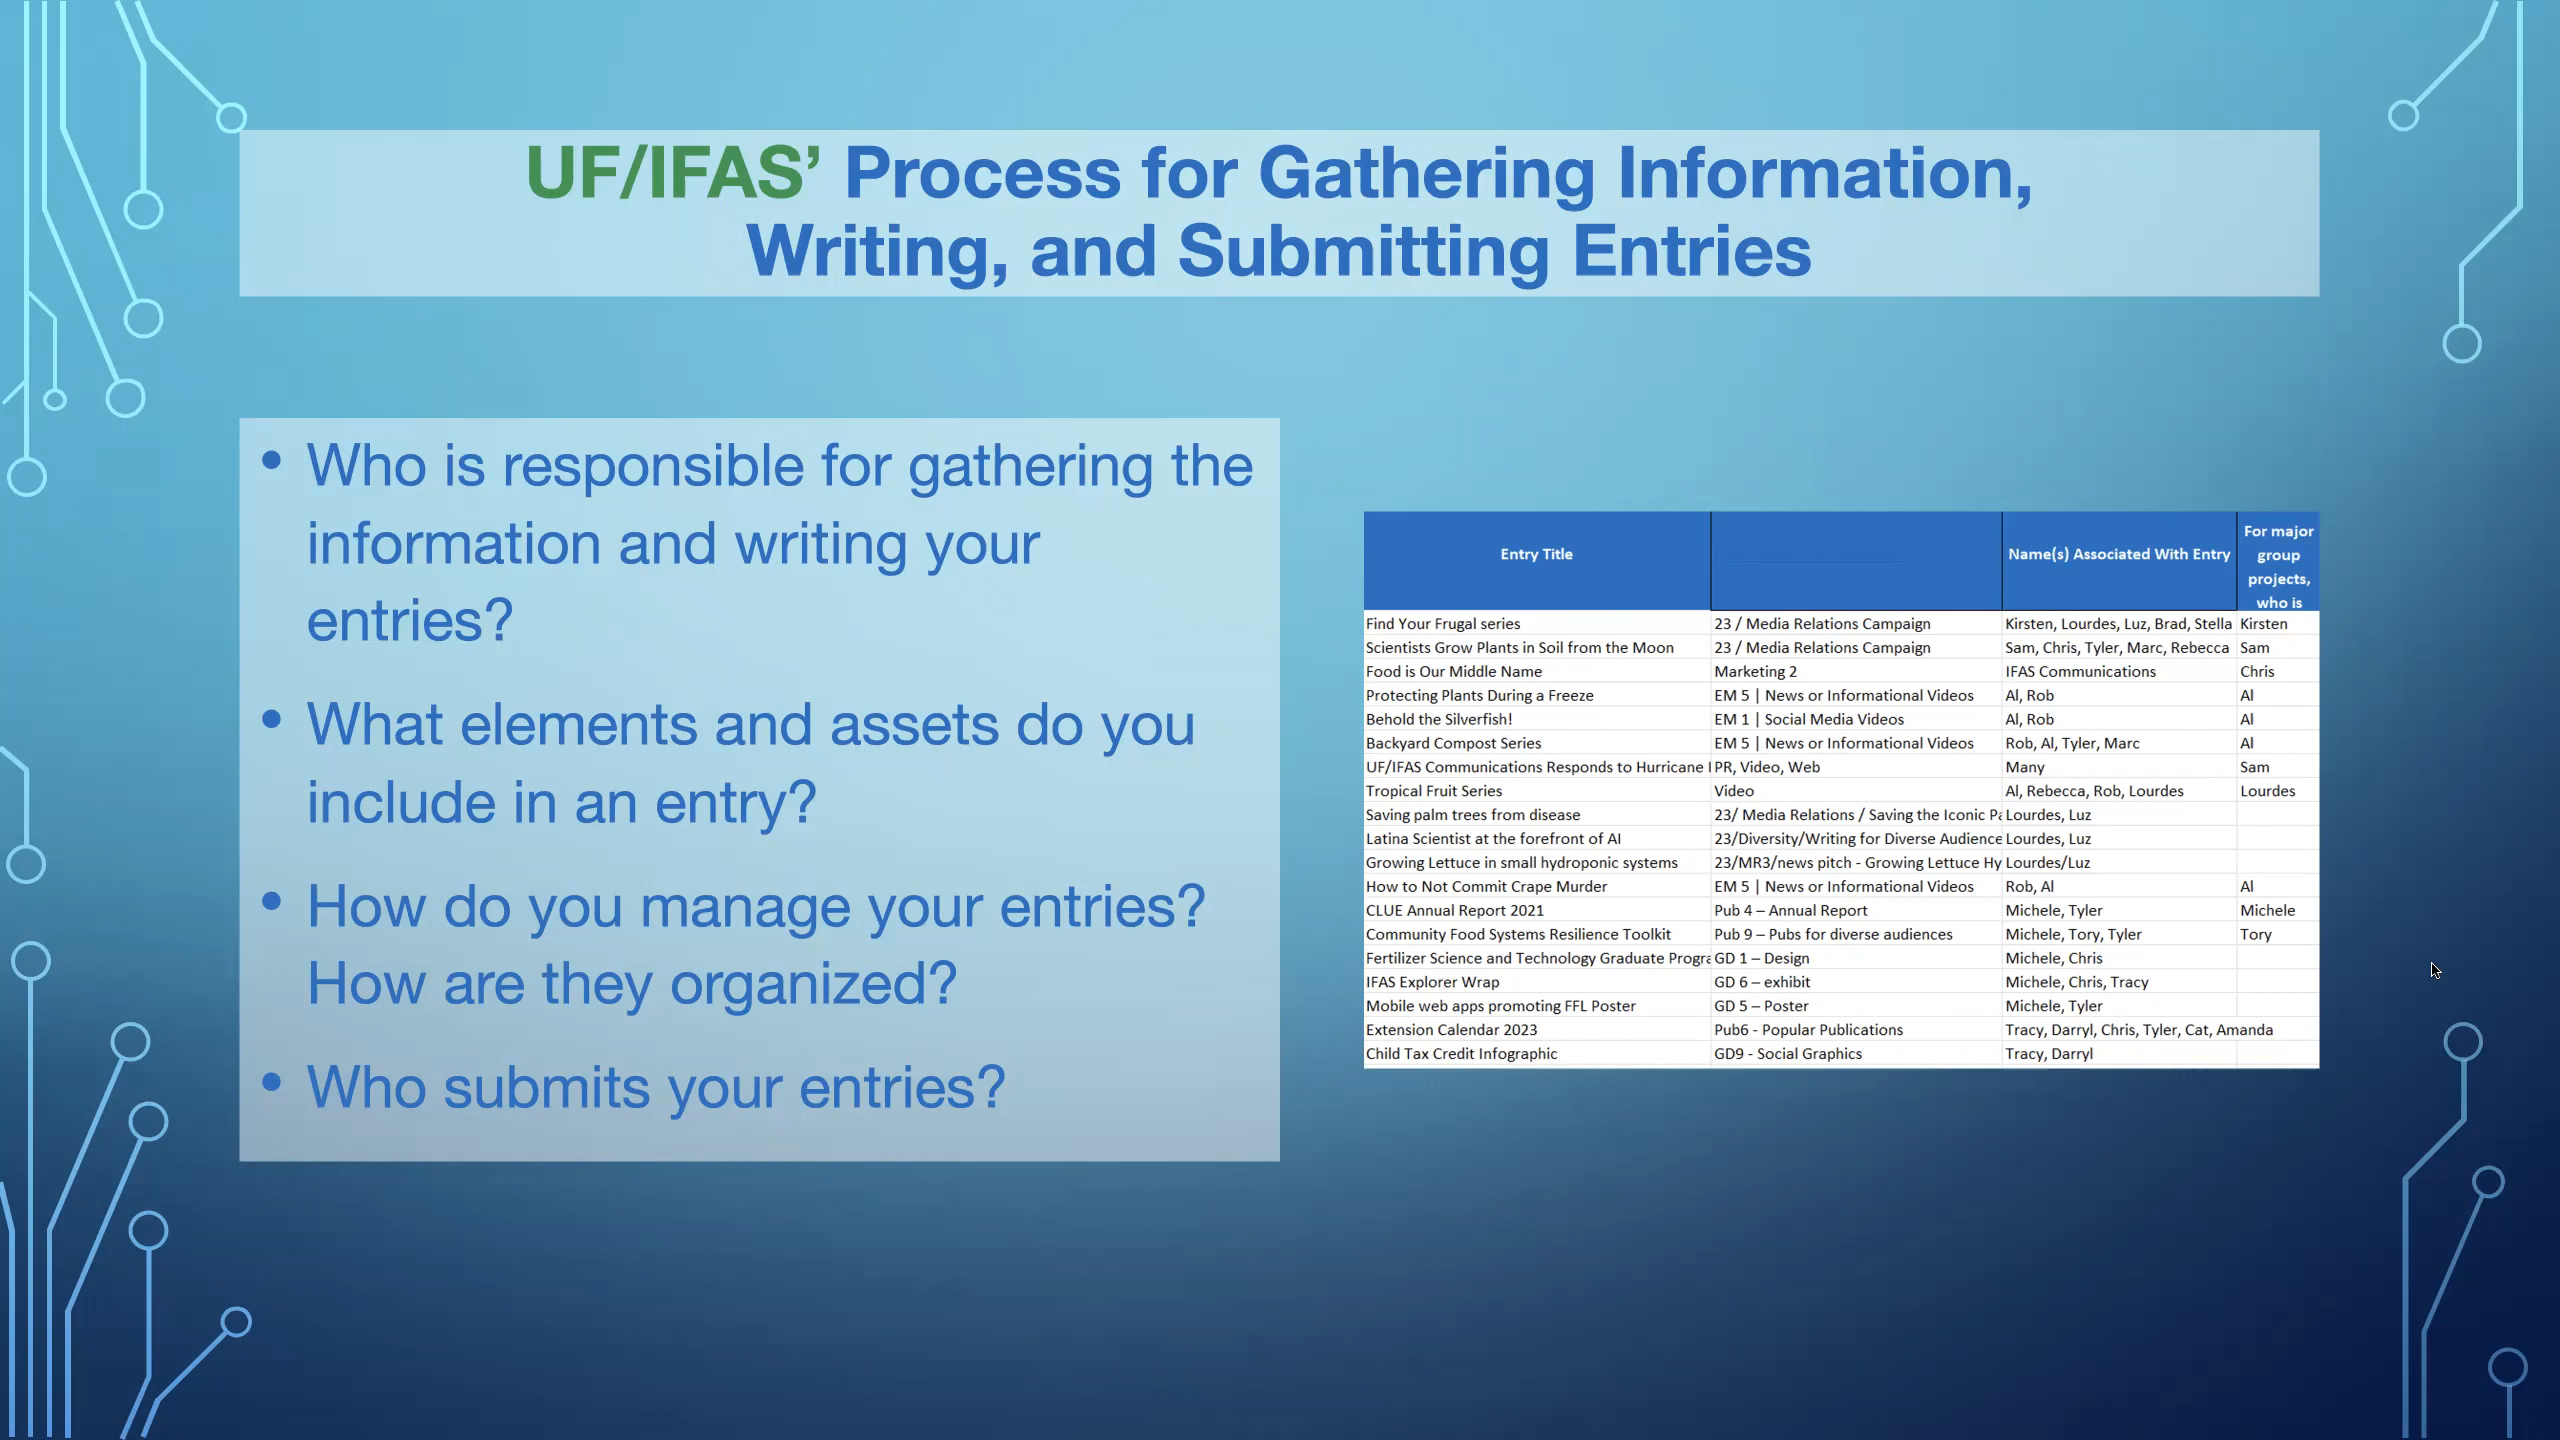 UF/IFAS’ Process for Gathering Information,
Writing, and Submitting Entries
• Who is responsible for gathering the
information and writing your
entries?
• What elements and assets do you
include in an entry?
• How do you manage your entries?
How are they organized?
• Who submits your entries?
Entry Title Name(s) Associated With Entry For major
group
projects,
who is
Find Your Frugal series 23 / Media Relations Campaign Kirsten, Lourdes, Luz, Brad, Stella Kirsten
Scientists Grow Plants in Soil from the Moon 23 / Media Relations Campaign Sam, Chris, Tyler, Marc, Rebecca Sam
Food is Our Middle Name Marketing 2 IFAS Communications Chris
Protecting Plants During a Freeze EM 5 | News or Informational Videos Al, Rob Al
Behold the Silverfish! EM 1 | Social Media Videos Al, Rob Al
Backyard Compost Series EM 5 | News or Informational Videos Rob, Al, Tyler, Marc Al
UF/IFAS Communications Responds to Hurricane PR, Video, Web Many Sam
Tropical Fruit Series Video Al, Rebecca, Rob, Lourdes Lourdes
Saving palm trees from disease 23/ Media Relations / Saving the Iconic Lourdes, Luz
Latina Scientist at the forefront of AI 23/Diversity/Writing for Diverse Audience Lourdes, Luz
Growing Lettuce in small hydroponic systems 23/MR3/news pitch - Growing Lettuce Hy Lourdes/Luz
How to Not Commit Crape Murder EM 5 | News or Informational Videos Rob, Al Al
CLUE Annual Report 2021 Pub 4 – Annual Report Michele, Tyler Michele
Community Food Systems Resilience Toolkit Pub 9 – Pubs for diverse audiences Michele, Tory, Tyler Tory
Fertilizer Science and Technology Graduate Progra GD 1 – Design Michele, Chris
IFAS Explorer Wrap GD 6 – exhibit Michele, Chris, Tracy
Mobile web apps promoting FFL Poster GD 5 – Poster Michele, Tyler
Extension Calendar 2023 Pub6 - Popular Publications Tracy, Darryl, Chris, Tyler, Cat, Amanda
Child Tax Credit Infographic GD9 - Social Graphics Tracy, Darryl